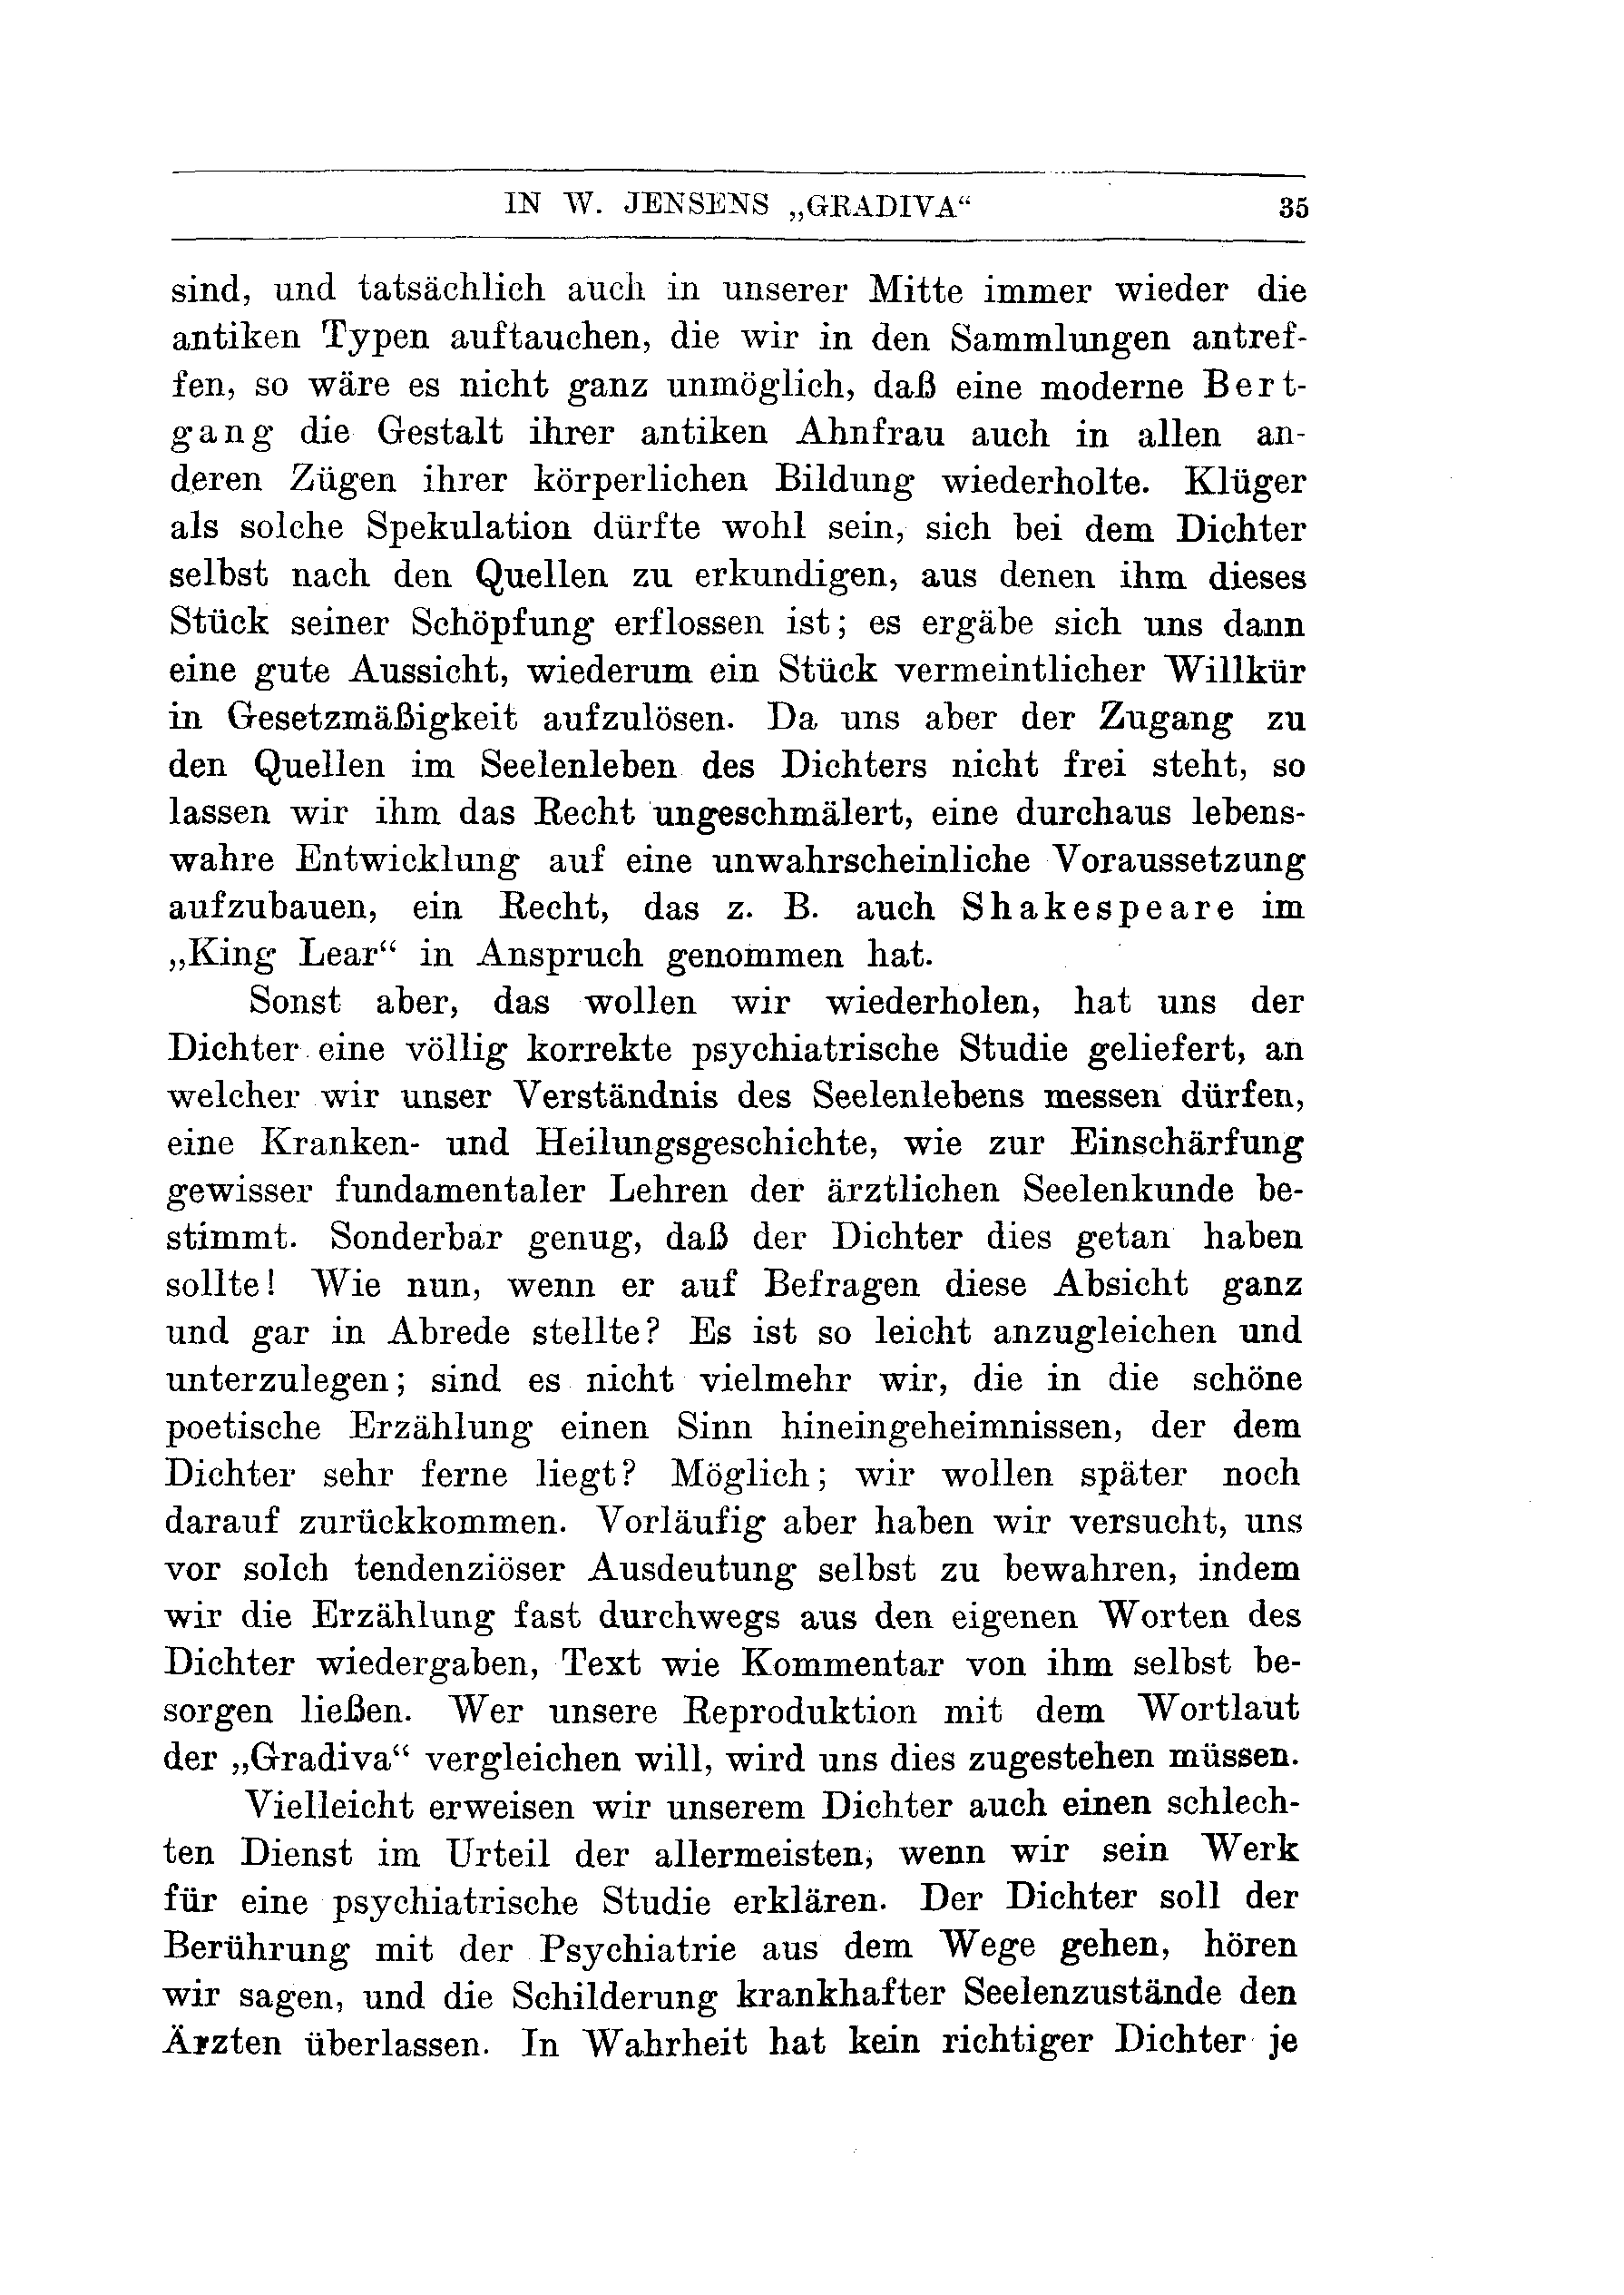 IN W. JENSENS „GRADIVA“ 35
sind, und tatsächlich auch in unserer Mitte immer wieder die
antiken Typen auftauchen, die wir in den Sammlungen antref-
fen, so wäre es nicht ganz unmöglich, daß eine moderne Bert-
gang die Gestalt ihrer antiken Ahnfrau auch in allen an-
deren Zügen ihrer körperlichen Bildung wiederholte. Klüger
als solche Spekulation dürfte wohl sein, sich bei dem Dichter
selbst nach den Quellen zu erkundigen, aus denen ihm dieses
Stück seiner Schöpfung erflossen ist; es ergäbe sich uns dann
eine gute Aussicht, wiederum ein Stück vermeintlicher Willkür
in Gesetzmäßigkeit aufzulösen. Da uns aber der Zugang zu
den Quellen im Seelenleben des Dichters nicht frei steht, so
lassen wir ihm das Recht ungeschmälert, eine durchaus lebens-
wahre Entwicklung auf eine unwahrscheinliche Voraussetzung
aufzubauen, ein Recht, das z. B. auch Shakespeare im
„King Lear“ in Anspruch genommen hat.
Sonst aber, das wollen wir wiederholen, hat uns der
Dichter eine völlig korrekte psychiatrische Studie geliefert, an
welcher wir unser Verständnis des Seelenlebens messen dürfen,
eine Kranken- und Heilungsgeschichte, wie zur Einschärfung
gewisser fundamentaler Lehren der ärztlichen Seelenkunde be-
stimmt. Sonderbar genug, daß der Dichter dies getan haben
sollte! Wie nun, wenn er auf Befragen diese Absicht ganz
und gar in Abrede stellte? Es ist so leicht anzugleichen und
unterzulegen; sind es nicht vielmehr wir, die in die schöne
poetische Erzählung einen Sinn hineingeheimnissen, der dem
Dichter sehr ferne liegt? Möglich; wir wollen später noch
darauf zurückkommen. Vorläufig aber haben wir versucht, uns
vor solch tendenziöser Ausdeutung selbst zu bewahren, indem
wir die Erzählung fast durchwegs aus den eigenen Worten des
Dichter wiedergaben, Text wie Kommentar von ihm selbst be-
sorgen ließen. Wer unsere Reproduktion mit dem Wortlaut
der „Gradiva“ vergleichen will, wird uns dies zugestehen müssen.
Vielleicht erweisen wir unserem Dichter auch einen schlech-
ten Dienst im Urteil der allermeisten, wenn wir sein Werk
für eine psychiatrische Studie erklären. Der Dichter soll der
Berührung mit der Psychiatrie aus dem Wege gehen, hören
wir sagen, und die Schilderung krankhafter Seelenzustände den
Ärzten überlassen. In Wahrheit hat kein richtiger Dichter je